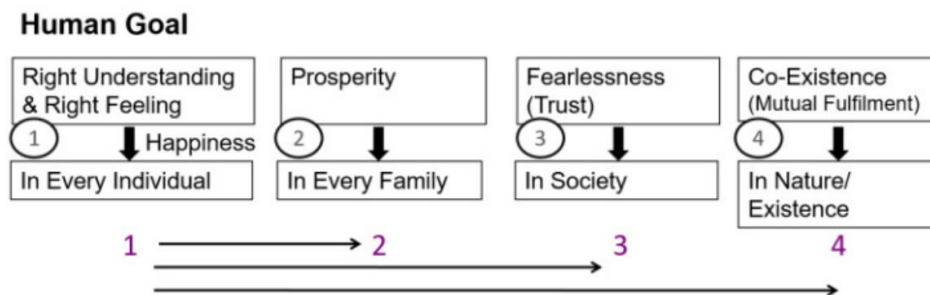 Human Goal
Right Understanding
& Right Feeling
1
Happiness
In Every Individual
Prosperity
2
In Every Family
Fearlessness
(Trust)
3
In Society
Co-Existence
(Mutual Fulfilment)
4
In Nature/
Existence
1 2 3 4